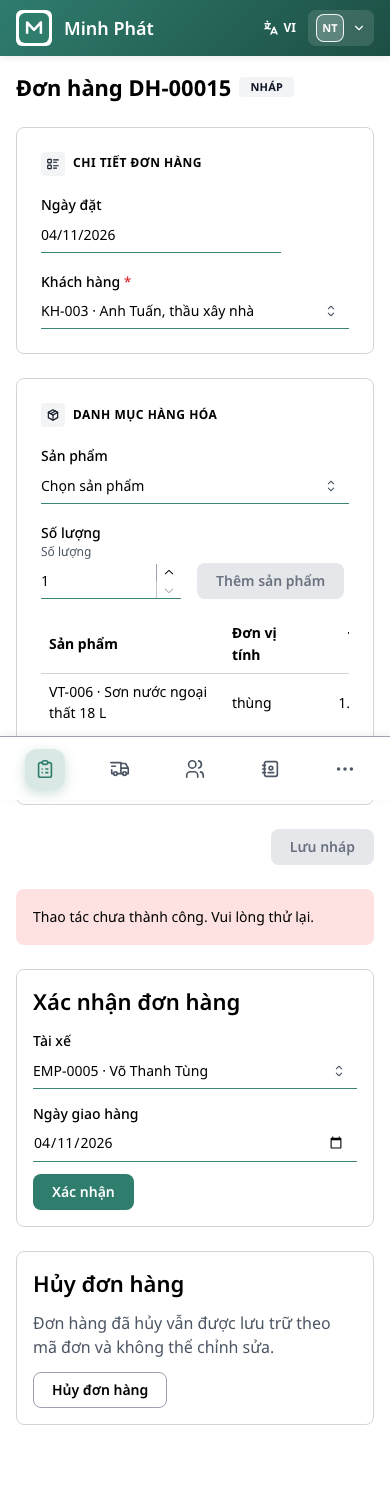 Minh Phát
VI
NT
Đơn hàng DH-00015
NHÁP
CHI TIẾT ĐƠN HÀNG
Ngày đặt
04/11/2026
Khách hàng *
KH-003 · Anh Tuấn, thầu xây nhà
DANH MỤC HÀNG HÓA
Sản phẩm
Chọn sản phẩm
Số lượng
Số lượng
1
Thêm sản phẩm
Sản phẩm
Đơn vị
tính
VT-006 · Sơn nước ngoại
thất 18 L
thùng
1.
Lưu nháp
Thao tác chưa thành công. Vui lòng thử lại.
Xác nhận đơn hàng
Tài xế
EMP-0005 · Võ Thanh Tùng
Ngày giao hàng
04/11/2026
Xác nhận
Hủy đơn hàng
Đơn hàng đã hủy vẫn được lưu trữ theo
mã đơn và không thể chỉnh sửa.
Hủy đơn hàng